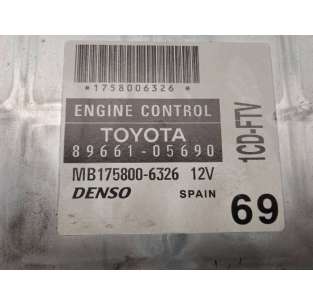 *1758006326*
ENGINE CONTROL
TOYOTA
89661-05690
MB175800-6326 12V
DENSO SPAIN
1CD-FTV
69